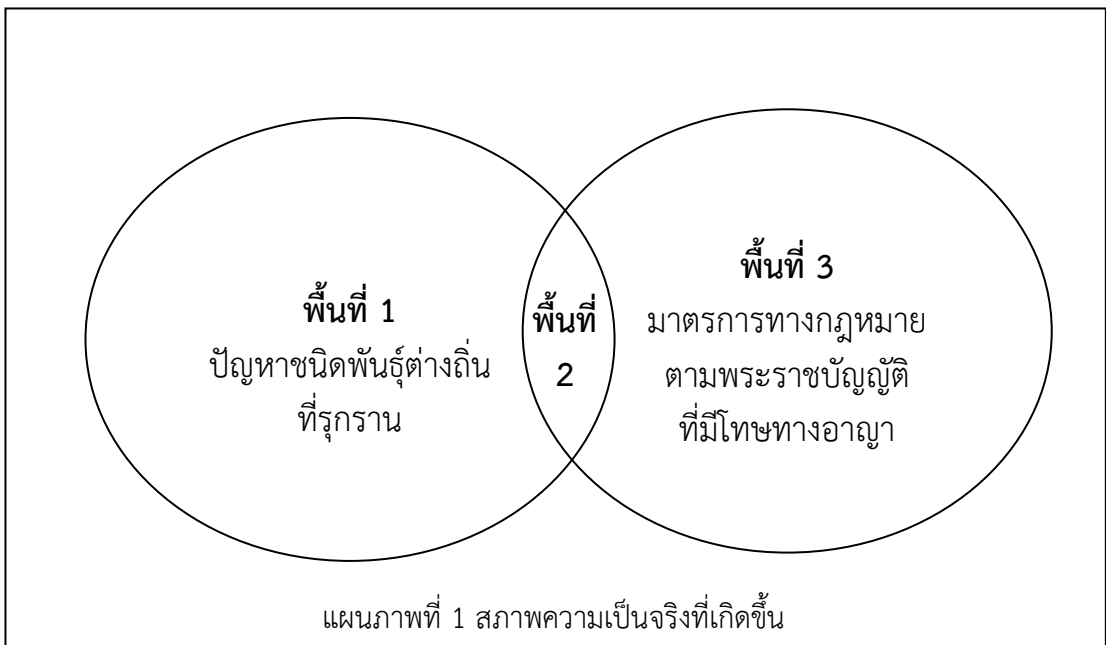 พื้นที่ 1
ปัญหาชนิดพันธุ์ต่างถิ่น
ที่รุกราน
พื้นที่
2
พื้นที่ 3
มาตรการทางกฎหมาย
ตามพระราชบัญญัติ
ที่มีโทษทางอาญา
แผนภาพที่ 1 สภาพความเป็นจริงที่เกิดขึ้น